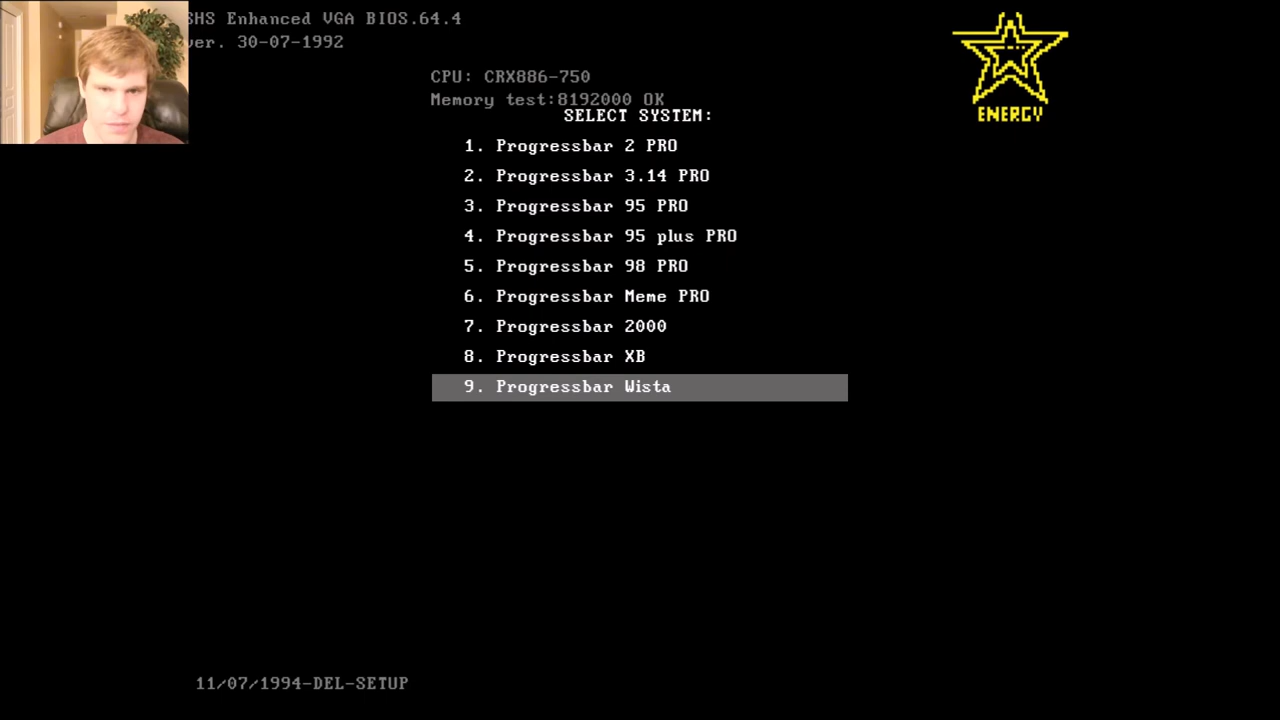 SHS Enhanced VGA BIOS.64.4
ver. 30-07-1992
ENERGY
CPU: CRX886-750
Memory test:8192000 OK
SELECT SYSTEM:
1. Progressbar 2 PRO
2. Progressbar 3.14 PRO
3. Progressbar 95 PRO
4. Progressbar 95 plus PRO
5. Progressbar 98 PRO
6. Progressbar Meme PRO
7. Progressbar 2000
8. Progressbar XB
9. Progressbar Wista
11/07/1994-DEL-SETUP